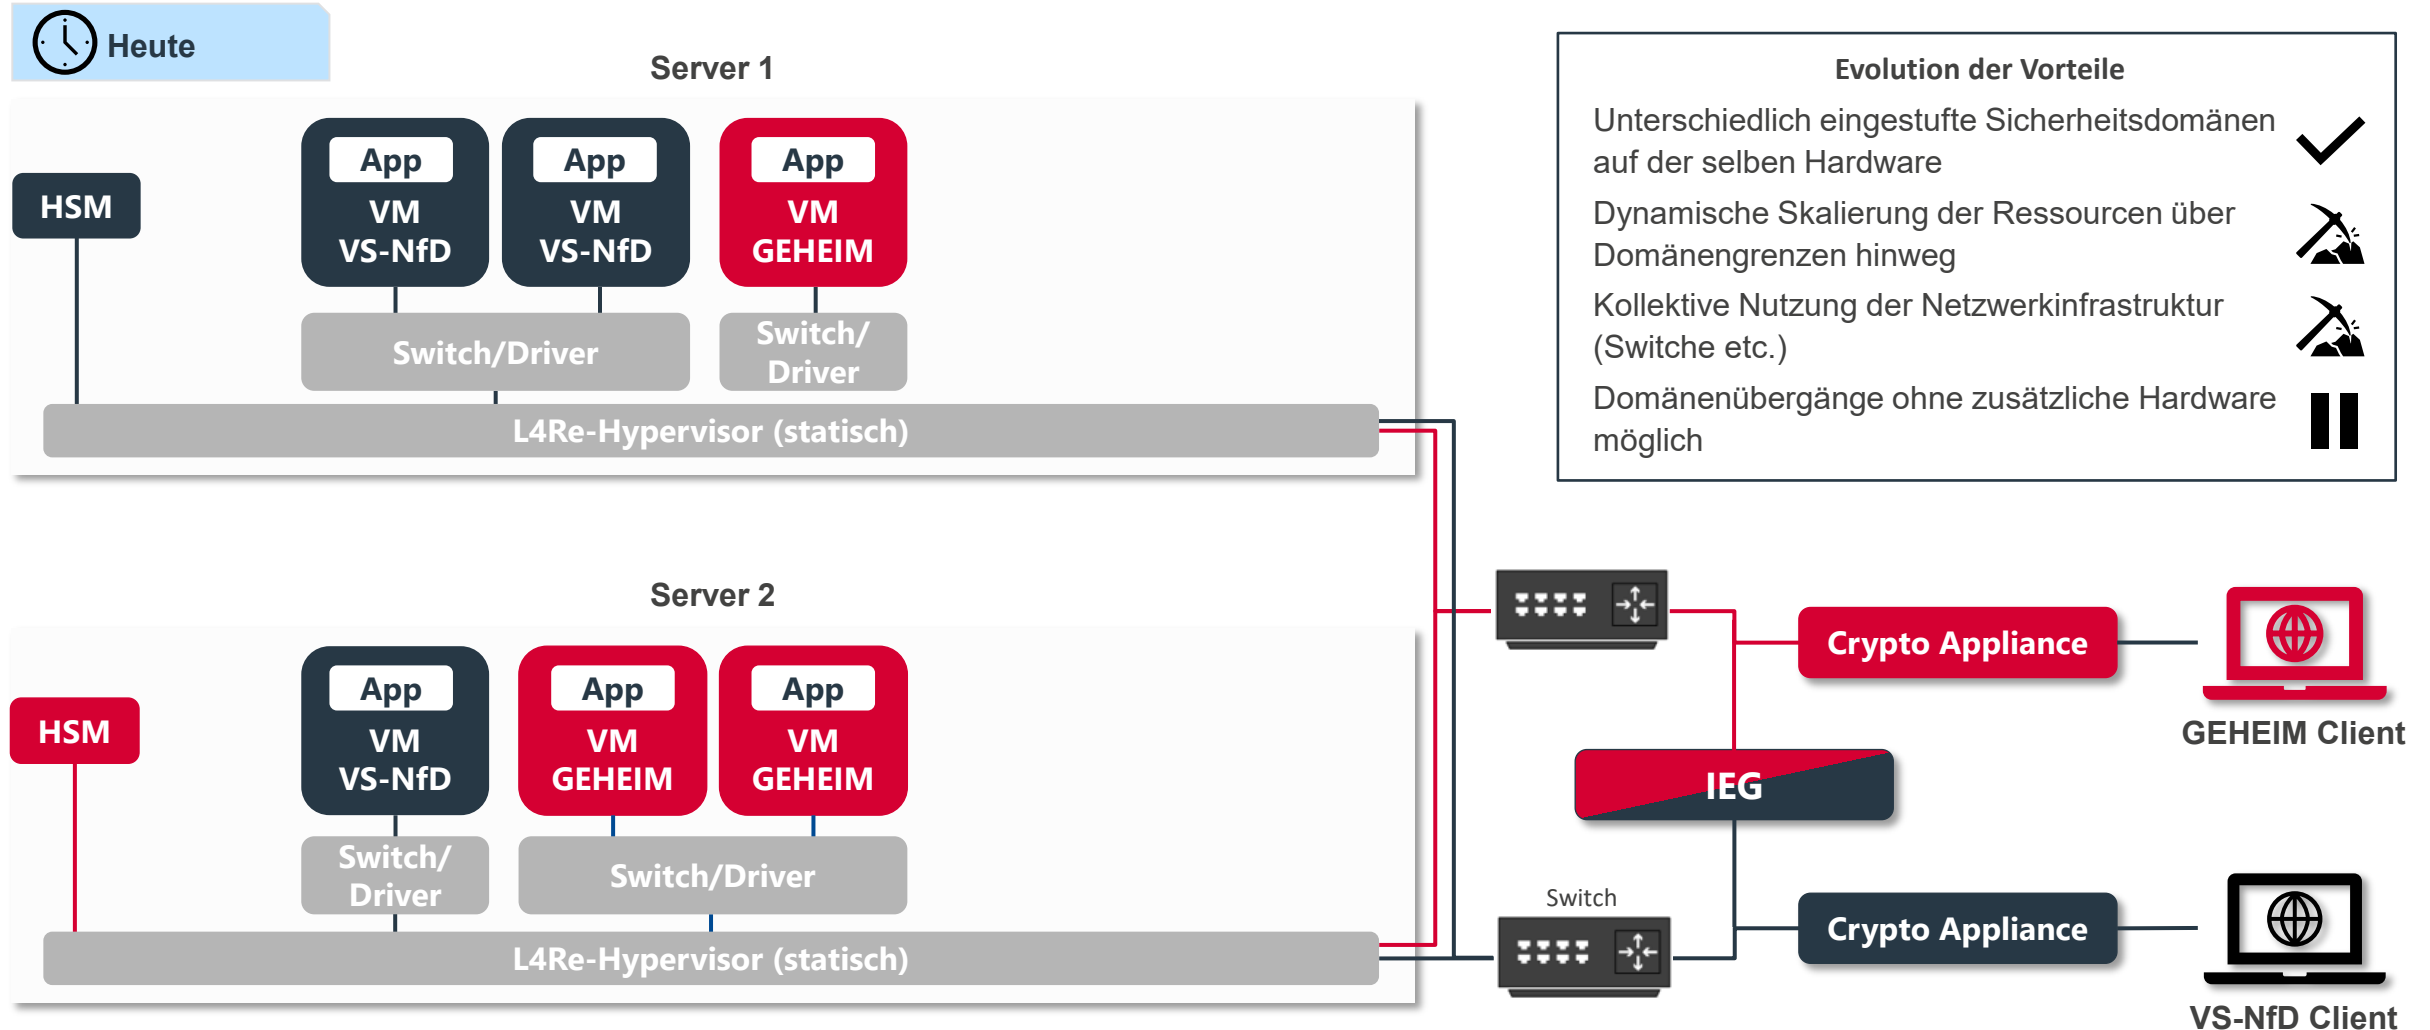 Heute
Server 1
App
VM
VS-NfD
App
VM
VS-NfD
App
VM
GEHEIM
HSM
Switch/Driver
Switch/
Driver
L4Re-Hypervisor (statisch)
Evolution der Vorteile
Unterschiedlich eingestufte Sicherheitsdomänen
auf der selben Hardware
Dynamische Skalierung der Ressourcen über
Domänengrenzen hinweg
Kollektive Nutzung der Netzwerkinfrastruktur
(Switche etc.)
Domänenübergänge ohne zusätzliche Hardware
möglich
Server 2
App
VM
VS-NfD
App
VM
GEHEIM
App
VM
GEHEIM
HSM
Switch/
Driver
Switch/Driver
L4Re-Hypervisor (statisch)
Crypto Appliance
GEHEIM Client
IEG
Switch
Crypto Appliance
VS-NfD Client